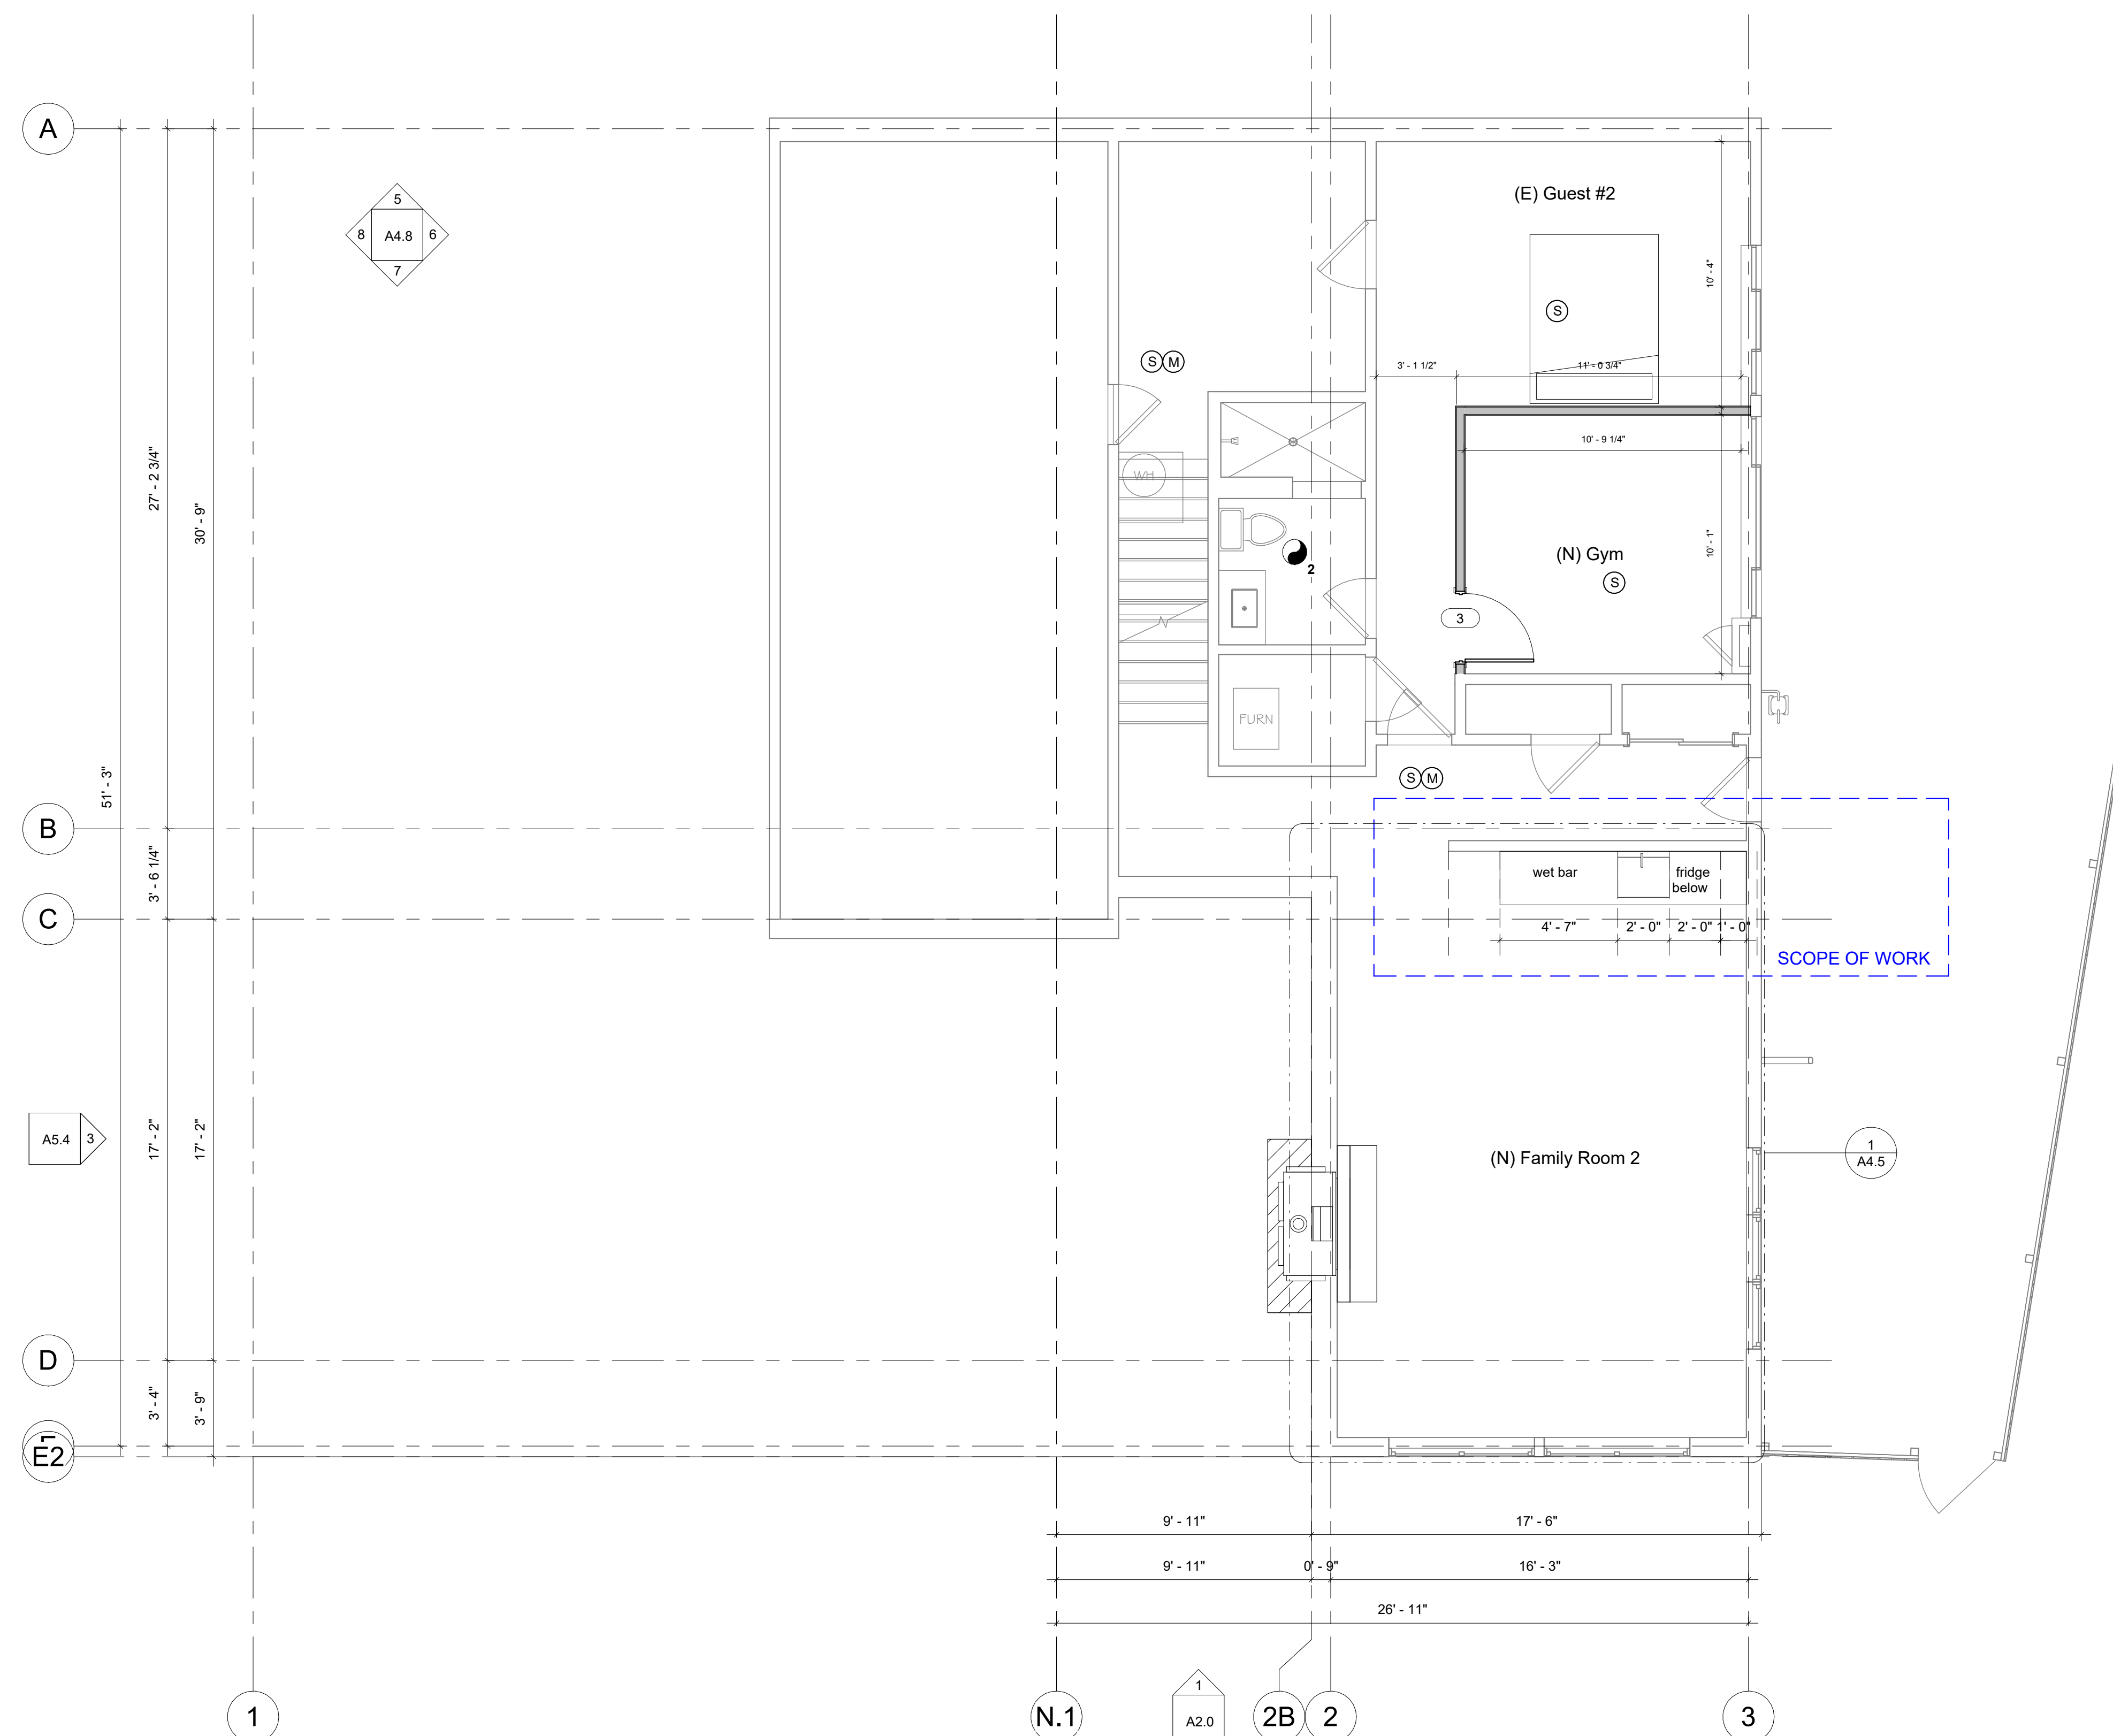 A
5
8
A4.8
6
7
(E) Guest #2
10' - 4"
S
S
M
3' - 1 1/2"
11' - 0 3/4"
10' - 9 1/4"
27' - 2 3/4"
30' - 9"
WH
(N) Gym
10' - 1"
2
S
3
FURN
51' - 3"
S
M
B
3' - 6 1/4"
wet bar
fridge
below
C
4' - 7"
2' - 0"
2' - 0"
1' - 0"
SCOPE OF WORK
A5.4
3
17' - 2"
17' - 2"
(N) Family Room 2
1
A4.5
D
3' - 4"
3' - 9"
E2
9' - 11"
17' - 6"
9' - 11"
0' - 9"
16' - 3"
26' - 11"
1
N.1
1
A2.0
2B
2
3